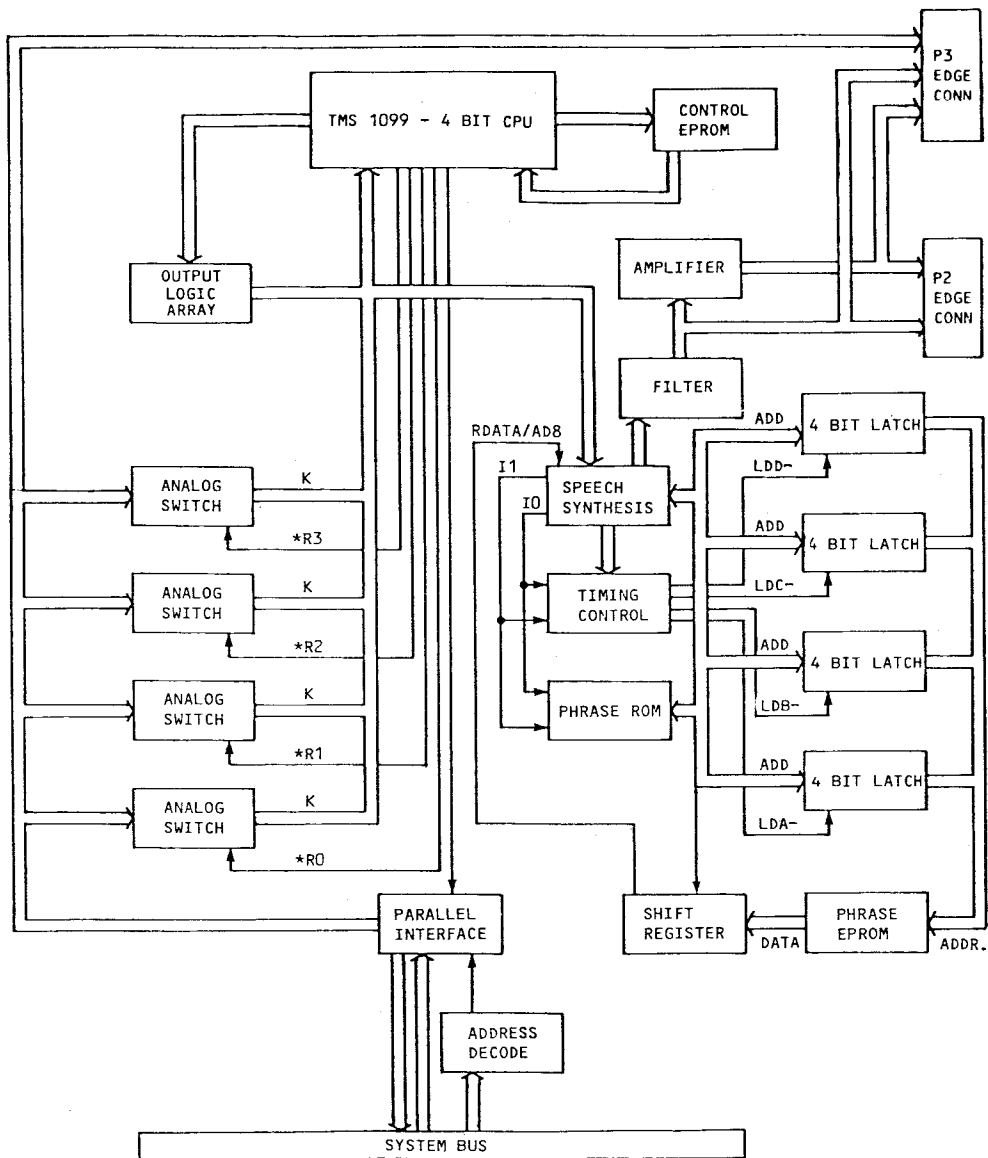 P3
EDGE
CONN
TMS 1099 - 4 BIT CPU
CONTROL
EPROM
OUTPUT
LOGIC
ARRAY
AMPLIFIER
P2
EDGE
CONN
FILTER
RDATA/AD8
I1
I0
SPEECH
SYNTHESIS
ADD
4 BIT LATCH
LDD-
ANALOG
SWITCH
K
*R3
ADD
4 BIT LATCH
LDC-
TIMING
CONTROL
ANALOG
SWITCH
K
*R2
ADD
4 BIT LATCH
LDB-
PHRASE ROM
ANALOG
SWITCH
K
*R1
ADD
4 BIT LATCH
LDA-
ANALOG
SWITCH
K
*R0
PARALLEL
INTERFACE
SHIFT
REGISTER
DATA
PHRASE
EPROM
ADDR.
ADDRESS
DECODE
SYSTEM BUS